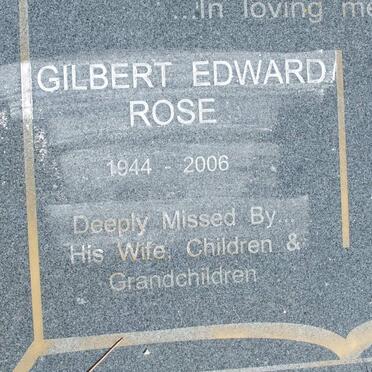 ...In loving
GILBERT EDWARD
ROSE
1944 - 2006
Deeply Missed By...
His Wife, Children &
Grandchildren